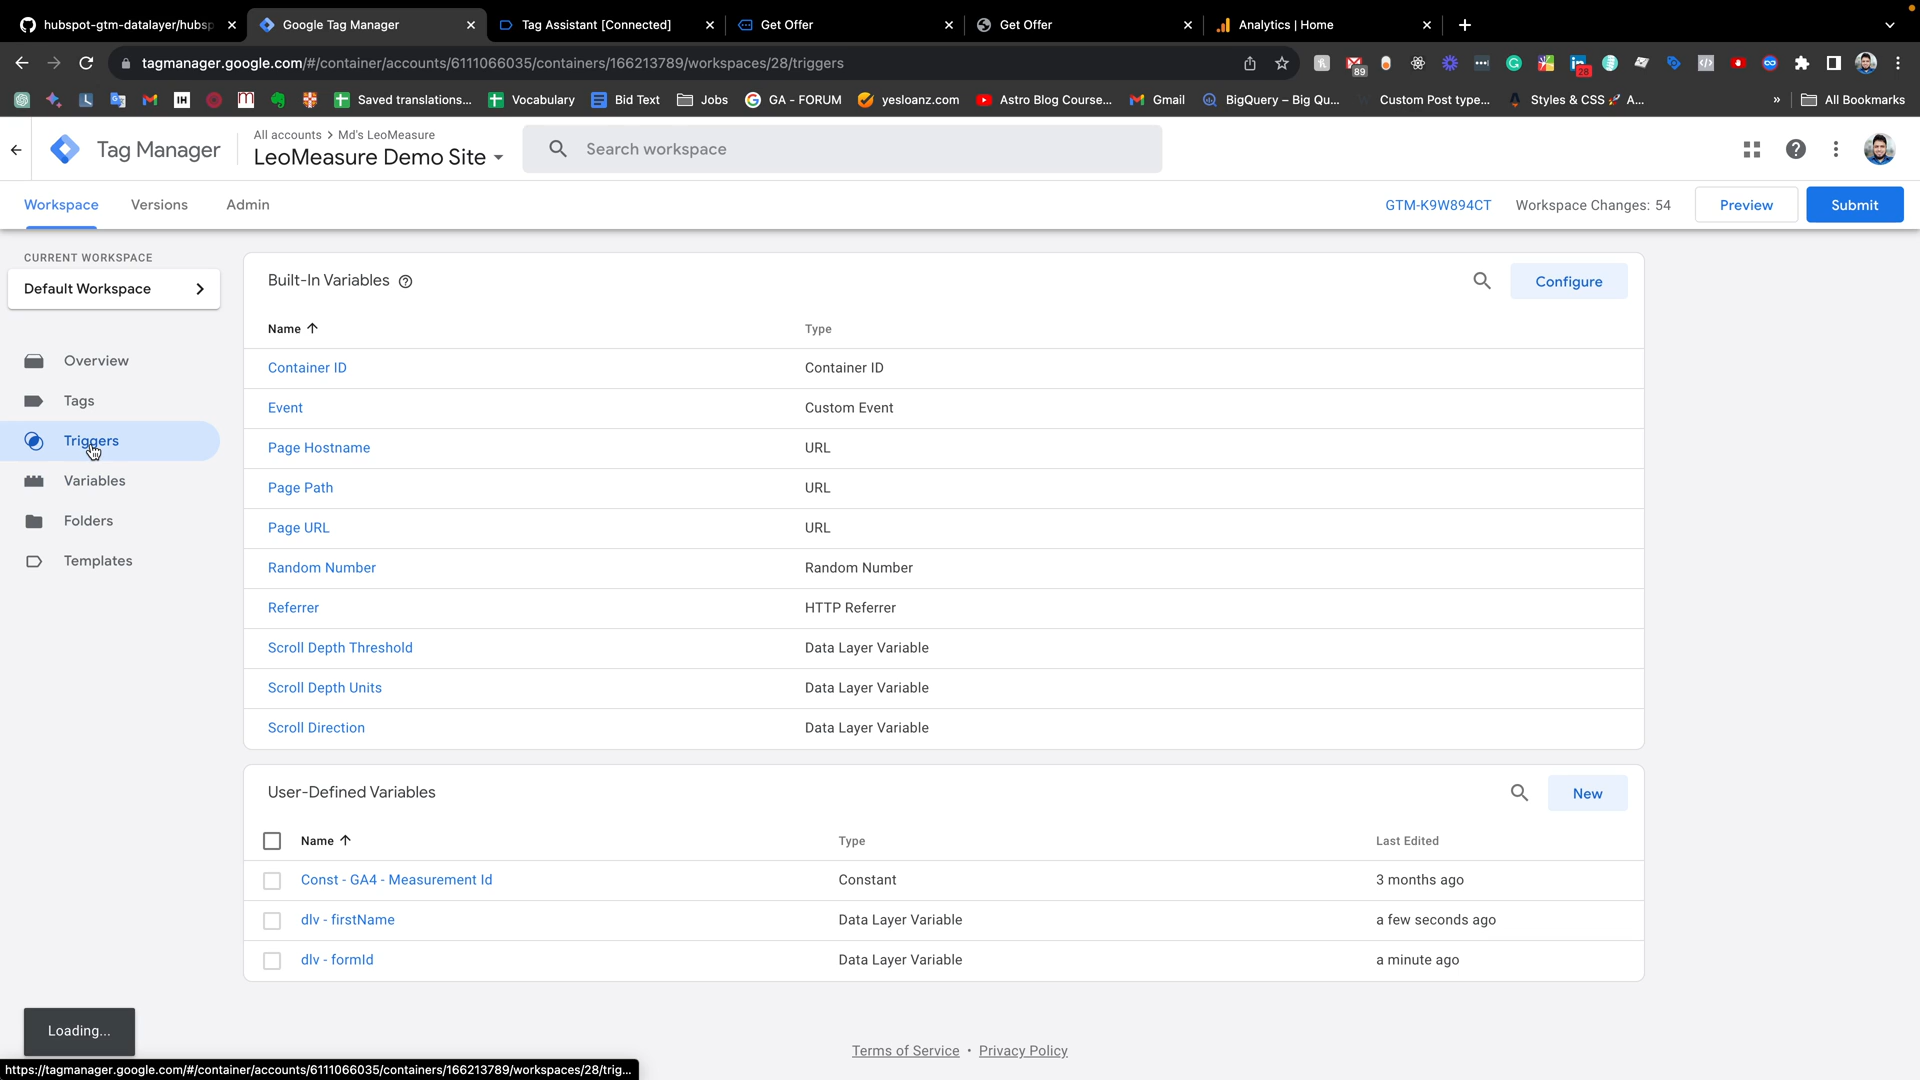 hubspot-gtm-datalayer/hubsp
Google Tag Manager
Tag Assistant [Connected]
Get Offer
Get Offer
Analytics | Home
tagmanager.google.com/#/container/accounts/6111066035/containers/166213789/workspaces/28/triggers
89
28
IH
Saved translations...
Vocabulary
Bid Text
Jobs
GA - FORUM
yesloanz.com
Astro Blog Course...
Gmail
BigQuery – Big Qu...
Custom Post type...
Styles & CSS 🚀 A...
»
All Bookmarks
Tag Manager
All accounts > Md's LeoMeasure
LeoMeasure Demo Site
Search workspace
Workspace
Versions
Admin
GTM-K9W894CT
Workspace Changes: 54
Preview
Submit
CURRENT WORKSPACE
Default Workspace
Overview
Tags
Triggers
Variables
Folders
Templates
Built-In Variables
Configure
Name Type
Container ID Container ID
Event Custom Event
Page Hostname URL
Page Path URL
Page URL URL
Random Number Random Number
Referrer HTTP Referrer
Scroll Depth Threshold Data Layer Variable
Scroll Depth Units Data Layer Variable
Scroll Direction Data Layer Variable
User-Defined Variables
New
Name Type Last Edited
Const - GA4 - Measurement Id Constant 3 months ago
dlv - firstName Data Layer Variable a few seconds ago
dlv - formId Data Layer Variable a minute ago
Loading...
Terms of Service • Privacy Policy
https://tagmanager.google.com/#/container/accounts/6111066035/containers/166213789/workspaces/28/trig...